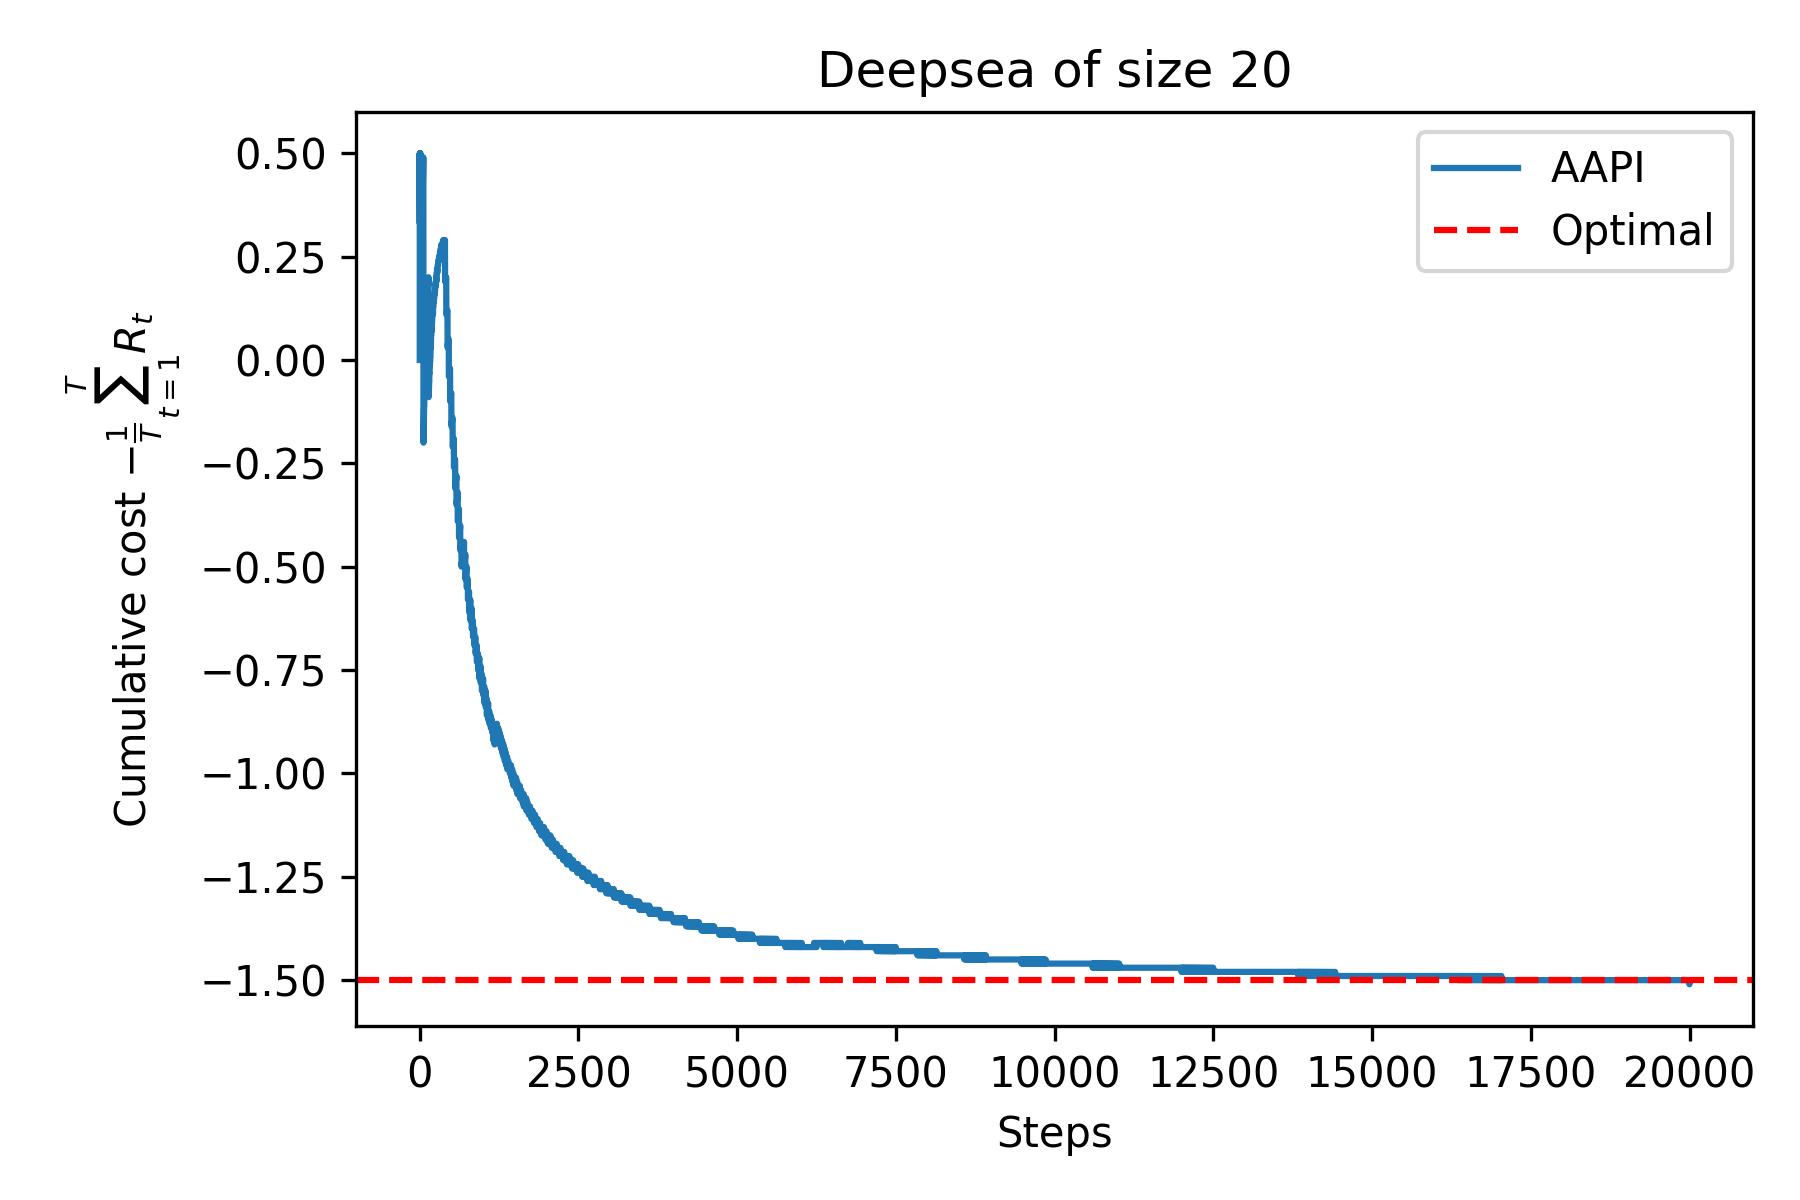 Deepsea of size 20
Cumulative cost $-\frac{1}{T}\sum_{t=1}^{T} R_t$
0.50
0.25
0.00
−0.25
−0.50
−0.75
−1.00
−1.25
−1.50
AAPI
Optimal
0 2500 5000 7500 10000 12500 15000 17500 20000
Steps